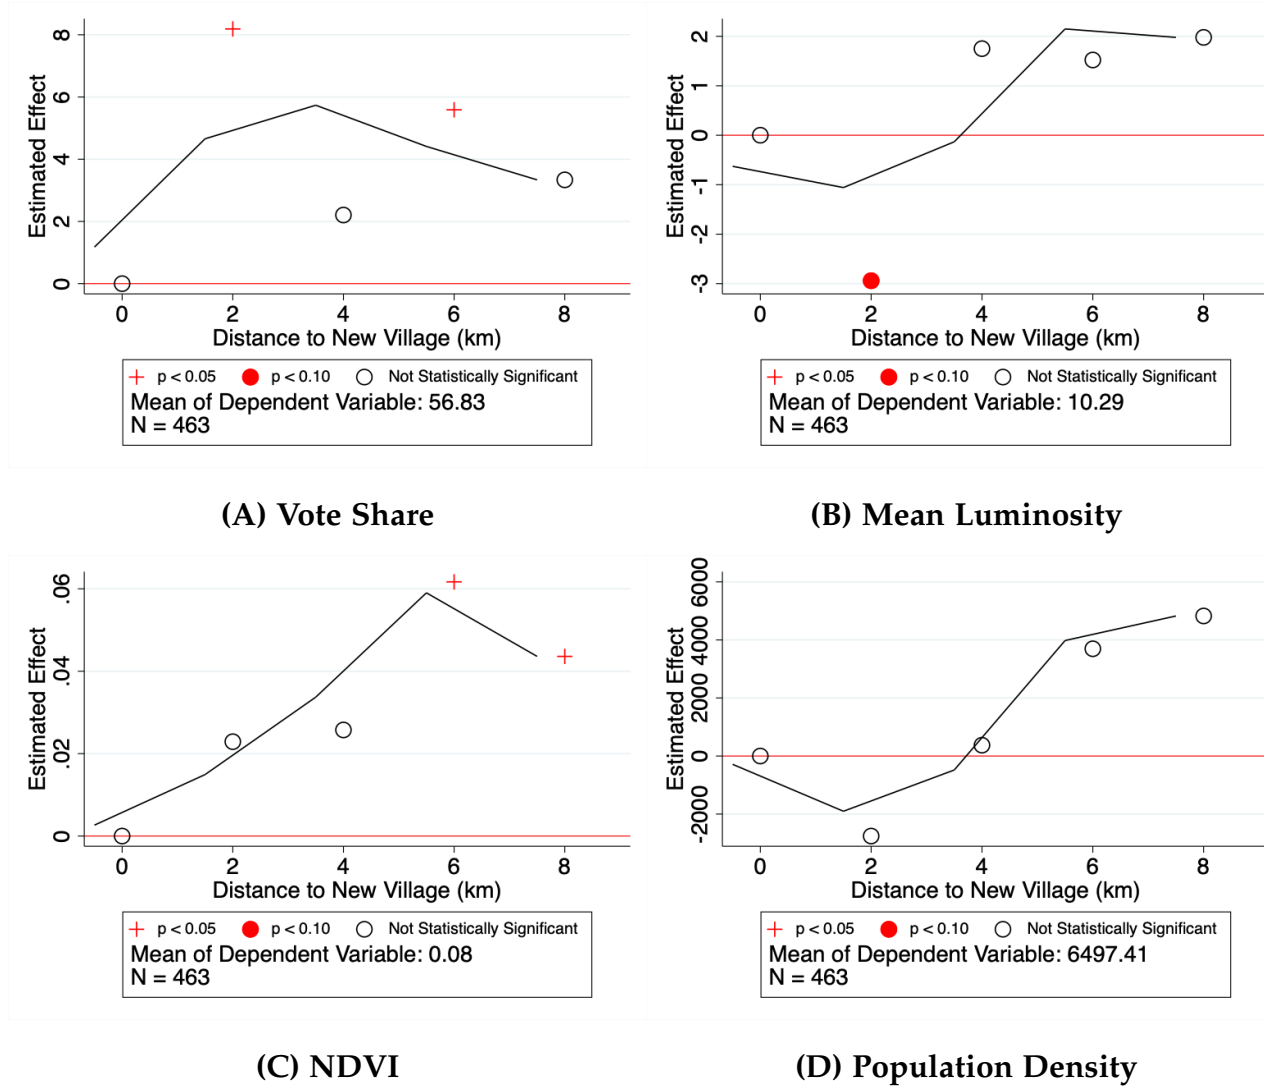 Estimated Effect
8
6
4
2
0
0 2 4 6 8
Distance to New Village (km)
p < 0.05 p < 0.10 Not Statistically Significant
Mean of Dependent Variable: 56.83
N = 463
(A) Vote Share
Estimated Effect
2
1
0
-1
-2
-3
0 2 4 6 8
Distance to New Village (km)
p < 0.05 p < 0.10 Not Statistically Significant
Mean of Dependent Variable: 10.29
N = 463
(B) Mean Luminosity
Estimated Effect
.06
.04
.02
0
0 2 4 6 8
Distance to New Village (km)
p < 0.05 p < 0.10 Not Statistically Significant
Mean of Dependent Variable: 0.08
N = 463
(C) NDVI
Estimated Effect
6000
4000
2000
0
-2000
0 2 4 6 8
Distance to New Village (km)
p < 0.05 p < 0.10 Not Statistically Significant
Mean of Dependent Variable: 6497.41
N = 463
(D) Population Density